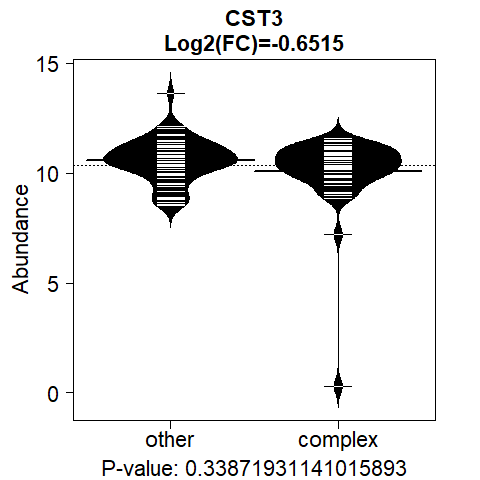 CST3
Log2(FC)=-0.6515
15
10
5
0
Abundance
other complex
P-value: 0.33871931141015893